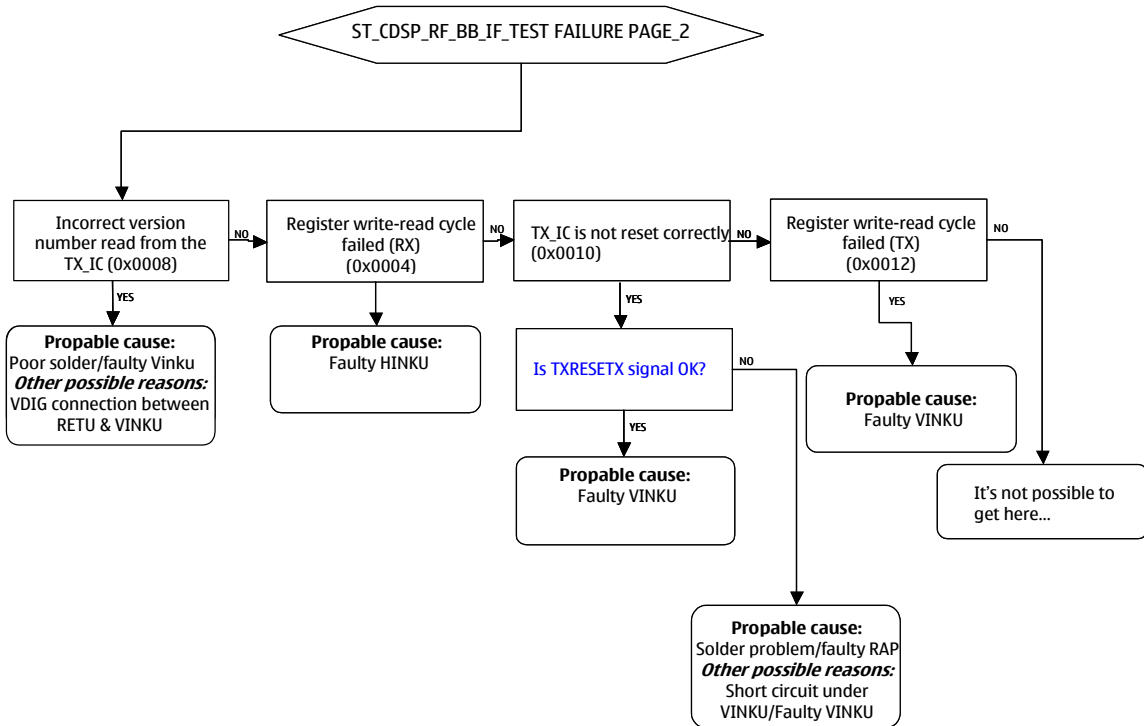 ST_CDSP_RF_BB_IF_TEST FAILURE PAGE_2
Incorrect version
number read from the
TX_IC (0x0008)
NO
Register write-read cycle
failed (RX)
(0x0004)
NO
TX_IC is not reset correctly
(0x0010)
NO
Register write-read cycle
failed (TX)
(0x0012)
NO
YES
YES
YES
YES
Propable cause:
Poor solder/faulty Vinku
Other possible reasons:
VDIG connection between
RETU & VINKU
Propable cause:
Faulty HINKU
Is TXRESETX signal OK?
NO
YES
Propable cause:
Faulty VINKU
Propable cause:
Faulty VINKU
It's not possible to
get here...
Propable cause:
Solder problem/faulty RAP
Other possible reasons:
Short circuit under
VINKU/Faulty VINKU